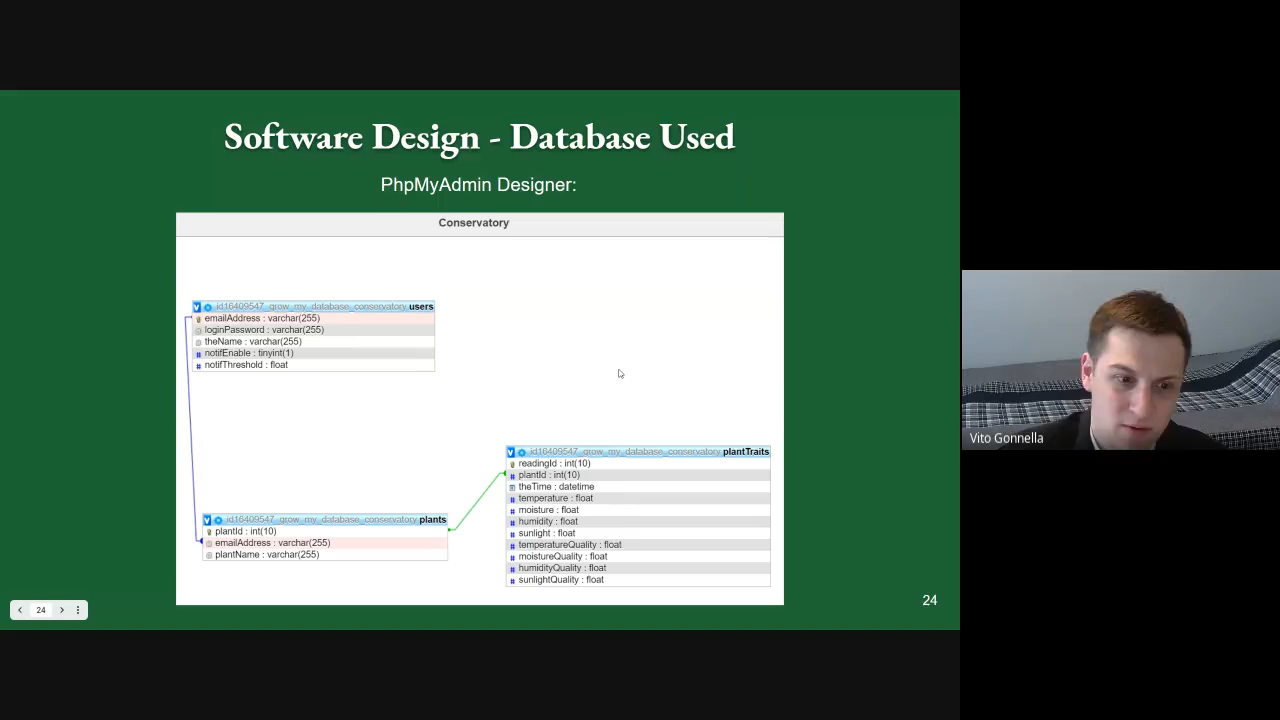 Software Design - Database Used
PhpMyAdmin Designer:
Conservatory
id16409547_grow_my_database_conservatory users
emailAddress : varchar(255)
loginPassword : varchar(255)
theName : varchar(255)
notifEnable : tinyint(1)
notifThreshold : float
id16409547_grow_my_database_conservatory plantTraits
readingId : int(10)
plantId : int(10)
theTime : datetime
temperature : float
moisture : float
humidity : float
sunlight : float
temperatureQuality : float
moistureQuality : float
humidityQuality : float
sunlightQuality : float
id16409547_grow_my_database_conservatory plants
plantId : int(10)
emailAddress : varchar(255)
plantName : varchar(255)
24
24
Vito Gonnella